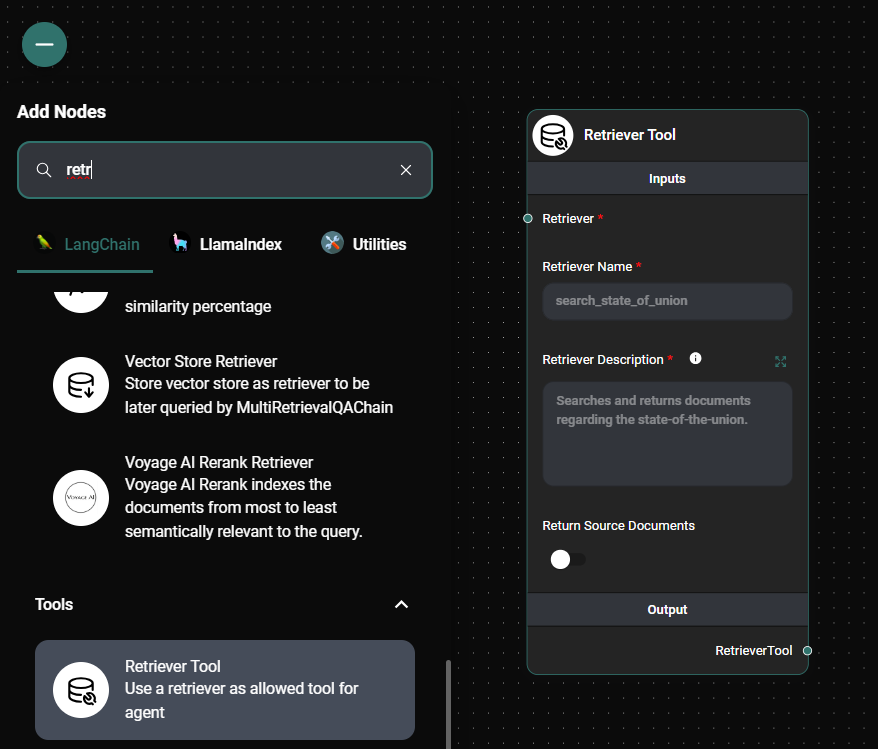 Add Nodes
retr
LangChain
LlamaIndex
Utilities
similarity percentage
Vector Store Retriever
Store vector store as retriever to be
later queried by MultiRetrievalQAChain
Voyage AI
Voyage AI Rerank Retriever
Voyage AI Rerank indexes the
documents from most to least
semantically relevant to the query.
Tools
Retriever Tool
Use a retriever as allowed tool for
agent
Retriever Tool
Inputs
Retriever *
Retriever Name *
search_state_of_union
Retriever Description *
Searches and returns documents
regarding the state-of-the-union.
Return Source Documents
Output
RetrieverTool